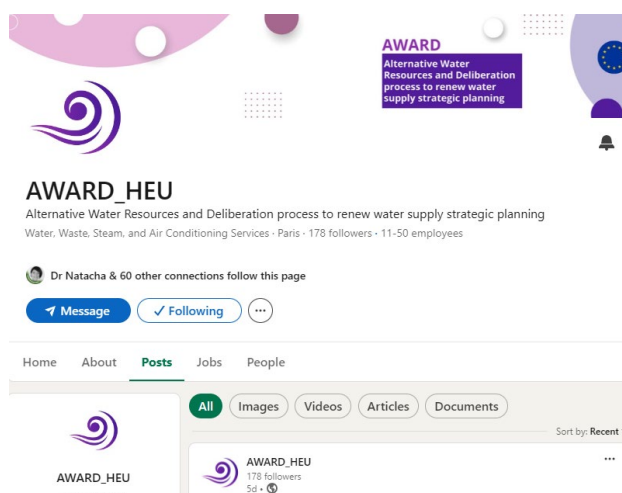 AWARD
Alternative Water
Resources and Deliberation
process to renew water
supply strategic planning
AWARD_HEU
Alternative Water Resources and Deliberation process to renew water supply strategic planning
Water, Waste, Steam, and Air Conditioning Services · Paris · 178 followers · 11-50 employees
Dr Natacha & 60 other connections follow this page
Message Following ...
Home About Posts Jobs People
All Images Videos Articles Documents
Sort by: Recent
AWARD_HEU
AWARD_HEU
178 followers
5d •